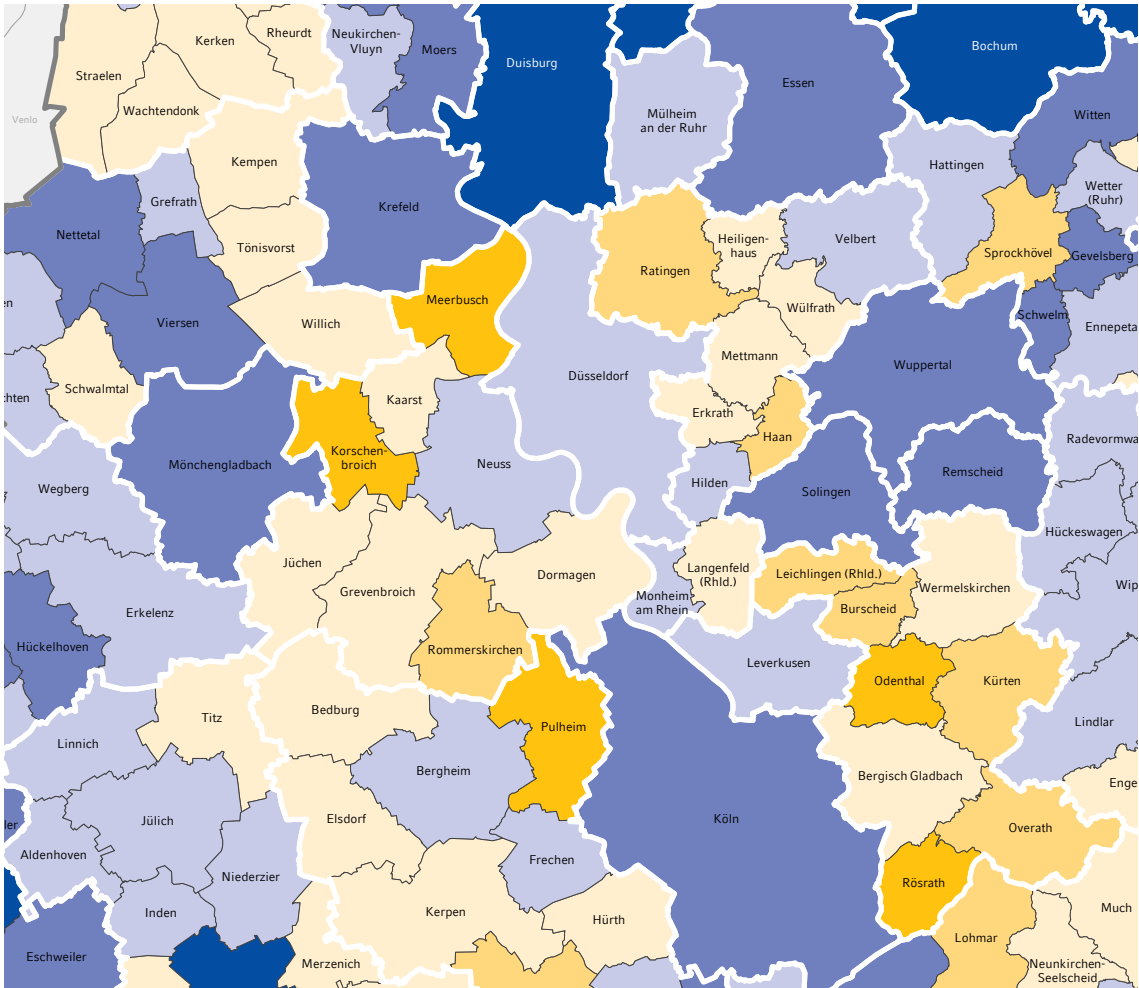 Kerken
Rheurdt
Neukirchen-
Vluyn
Moers
Duisburg
Bochum
Straelen
Wachtendonk
Essen
Venlo
Mülheim
an der Ruhr
Witten
Kempen
Hattingen
Grefrath
Wetter
(Ruhr)
Krefeld
Nettetal
Tönisvorst
Heiligen-
haus
Velbert
Sprockhövel
Gevelsberg
Ratingen
en
Meerbusch
Wülfrath
Viersen
Willich
Schwelm
Ennepeta
Mettmann
Wuppertal
Schwalmtal
Düsseldorf
chten
Kaarst
Erkrath
Haan
Radevormwa
Korschen-
broich
Mönchengladbach
Neuss
Remscheid
Wegberg
Hilden
Solingen
Hückeswagen
Jüchen
Dormagen
Langenfeld
(Rhld.)
Leichlingen (Rhld.)
Wermelskirchen
Wip
Grevenbroich
Monheim
am Rhein
Burscheid
Erkelenz
Hückelhoven
Rommerskirchen
Leverkusen
Odenthal
Kürten
Bedburg
Titz
Pulheim
Lindlar
Linnich
Bergheim
Bergisch Gladbach
Enge
Elsdorf
Köln
ler
Jülich
Overath
Aldenhoven
Frechen
Niederzier
Rösrath
Inden
Kerpen
Hürth
Much
Lohmar
Eschweiler
Merzenich
Neunkirchen-
Seelscheid